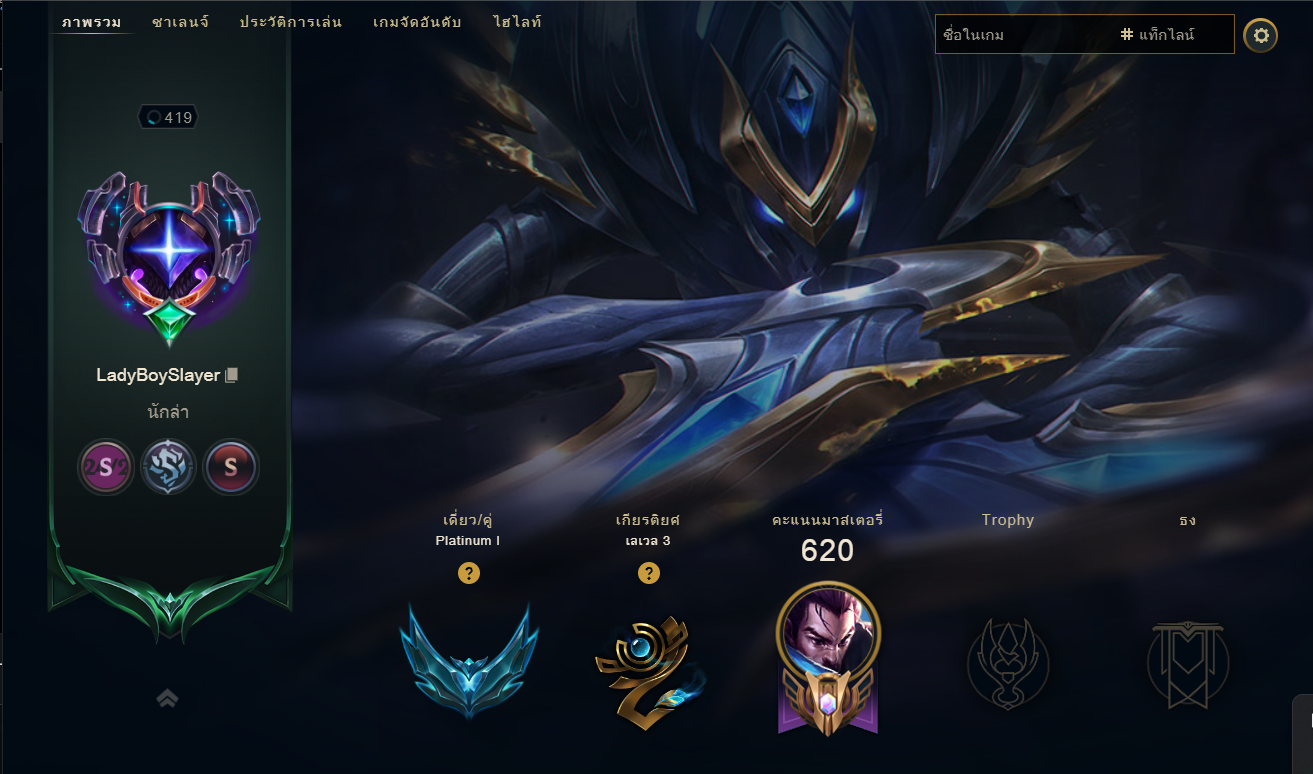 ภาพรวม ชาเลนจ์ ประวัติการเล่น เกมจัดอันดับ ไฮไลท์
ชื่อในเกม # แท็กไลน์
419
LadyBoySlayer
นักล่า
2/S/2 S
เดี่ยว/คู่
Platinum I
?
เกียรติยศ
เลเวล 3
?
คะแนนมาสเตอรี่
620
Trophy
ธง